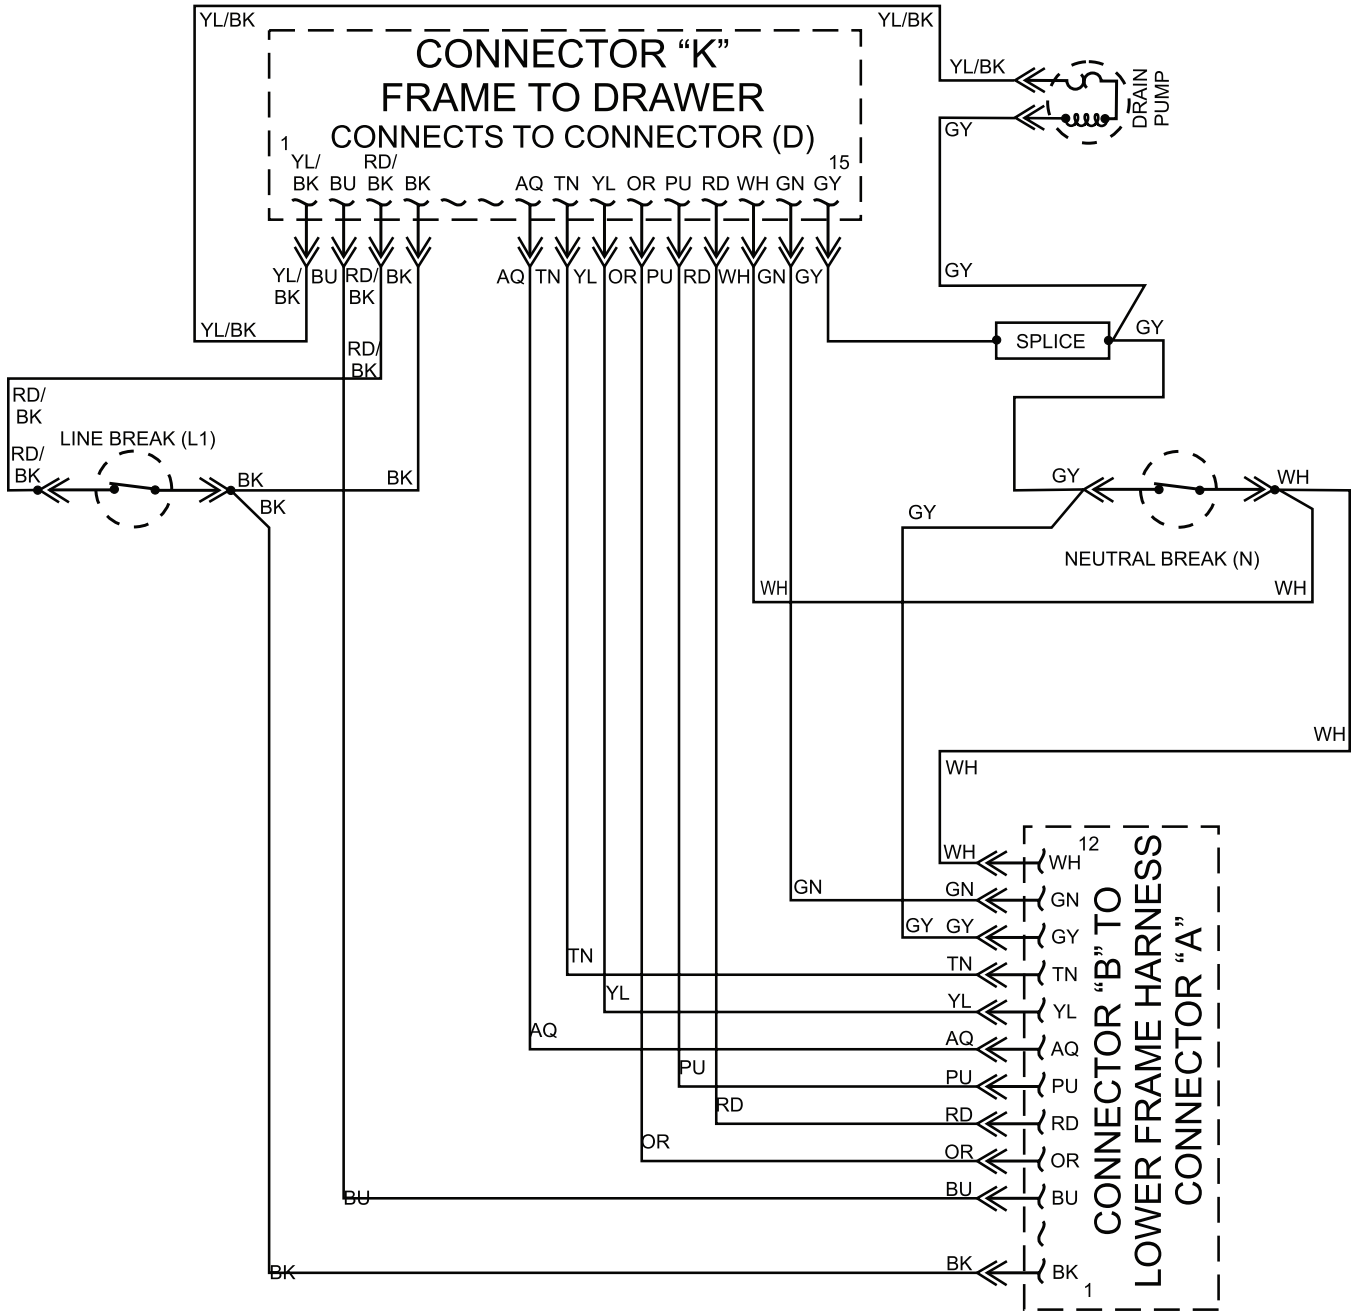 YL/BK
YL/BK
CONNECTOR “K”
FRAME TO DRAWER
CONNECTS TO CONNECTOR (D)
1
15
YL/
BK
BU
RD/
BK
BK
AQ
TN
YL
OR
PU
RD
WH
GN
GY
YL/BK
DRAIN
PUMP
GY
YL/
BK
BU
RD/
BK
BK
AQ
TN
YL
OR
PU
RD
WH
GN
GY
GY
YL/BK
RD/
BK
SPLICE
GY
RD/
BK
LINE BREAK (L1)
RD/
BK
BK
BK
BK
GY
WH
GY
NEUTRAL BREAK (N)
WH
WH
WH
WH
12
WH
WH
GN
GN
GN
GY
GY
GY
TN
TN
TN
YL
YL
YL
AQ
AQ
AQ
PU
PU
PU
RD
RD
RD
OR
OR
OR
BU
BU
BU
BK
BK
BK
1
CONNECTOR “B” TO
LOWER FRAME HARNESS
CONNECTOR “A”